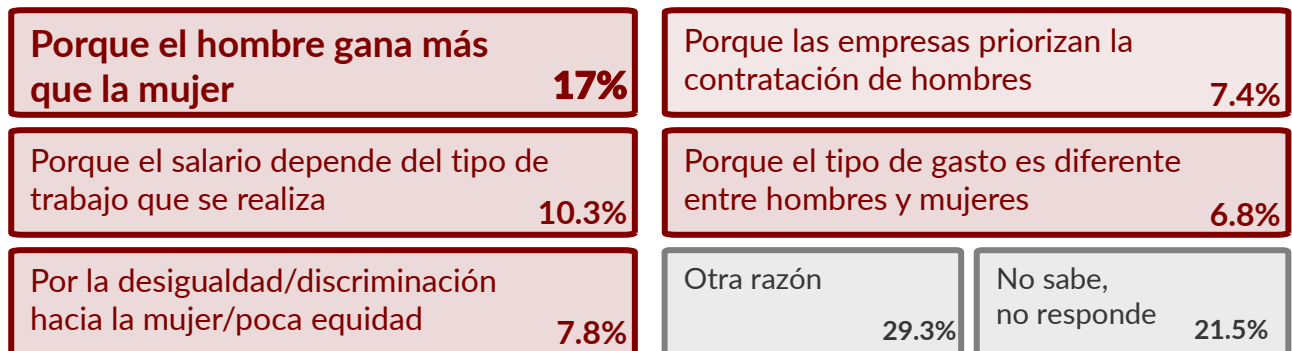 Porque el hombre gana más
que la mujer
17%
Porque el salario depende del tipo de
trabajo que se realiza
10.3%
Por la desigualdad/discriminación
hacia la mujer/poca equidad
7.8%
Porque las empresas priorizan la
contratación de hombres
7.4%
Porque el tipo de gasto es diferente
entre hombres y mujeres
6.8%
Otra razón
29.3%
No sabe,
no responde
21.5%